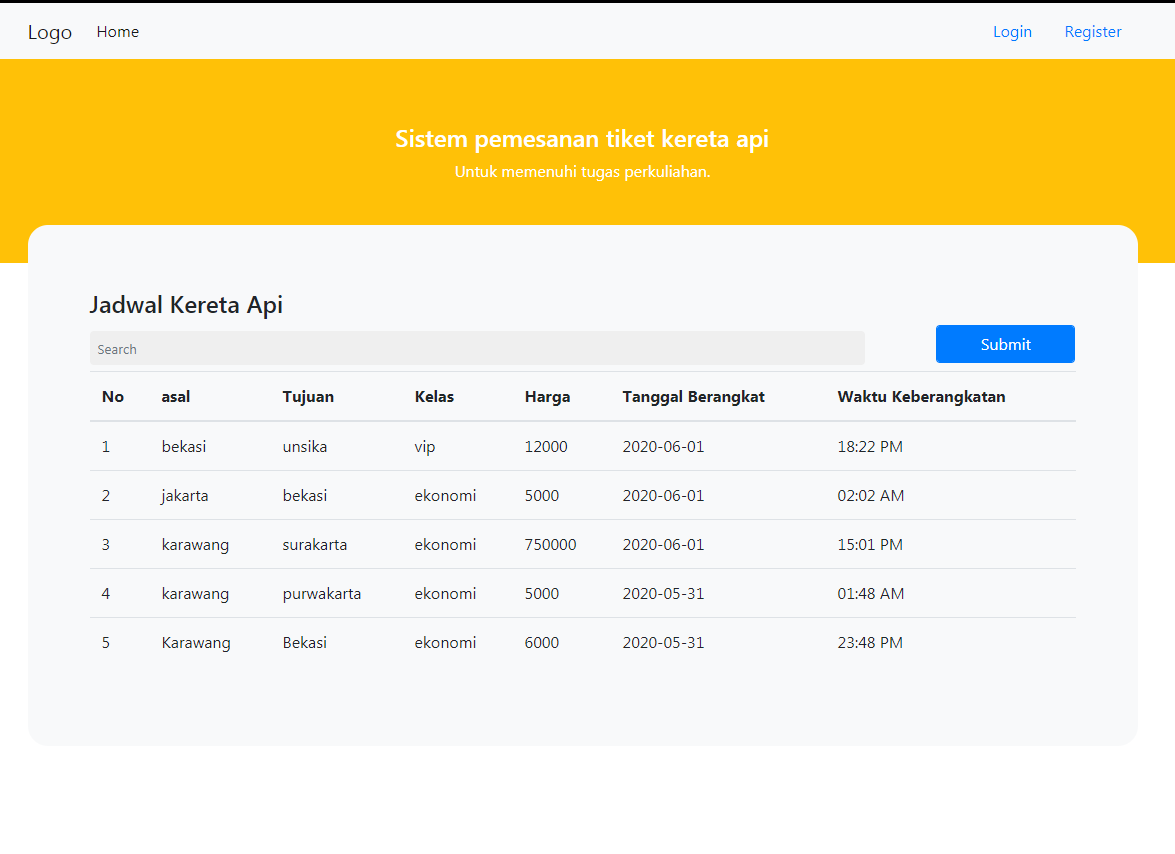 Logo Home Login Register
Sistem pemesanan tiket kereta api
Untuk memenuhi tugas perkuliahan.
Jadwal Kereta Api
Search Submit
No asal Tujuan Kelas Harga Tanggal Berangkat Waktu Keberangkatan
1 bekasi unsika vip 12000 2020-06-01 18:22 PM
2 jakarta bekasi ekonomi 5000 2020-06-01 02:02 AM
3 karawang surakarta ekonomi 750000 2020-06-01 15:01 PM
4 karawang purwakarta ekonomi 5000 2020-05-31 01:48 AM
5 Karawang Bekasi ekonomi 6000 2020-05-31 23:48 PM